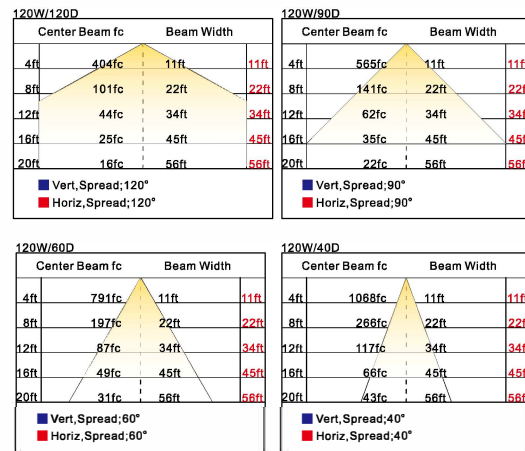 120W/120D
Center Beam fc Beam Width
4ft 404fc 11ft 11ft
8ft 101fc 22ft 22ft
12ft 44fc 34ft 34ft
16ft 25fc 45ft 45ft
20ft 16fc 56ft 56ft
Vert,Spread;120°
Horiz,Spread;120°
120W/90D
Center Beam fc Beam Width
4ft 565fc 11ft 11ft
8ft 141fc 22ft 22ft
12ft 62fc 34ft 34ft
16ft 35fc 45ft 45ft
20ft 22fc 56ft 56ft
Vert,Spread;90°
Horiz,Spread;90°
120W/60D
Center Beam fc Beam Width
4ft 791fc 11ft 11ft
8ft 197fc 22ft 22ft
12ft 87fc 34ft 34ft
16ft 49fc 45ft 45ft
20ft 31fc 56ft 56ft
Vert,Spread;60°
Horiz,Spread;60°
120W/40D
Center Beam fc Beam Width
4ft 1068fc 11ft 11ft
8ft 266fc 22ft 22ft
12ft 117fc 34ft 34ft
16ft 66fc 45ft 45ft
20ft 43fc 56ft 56ft
Vert,Spread;40°
Horiz,Spread;40°